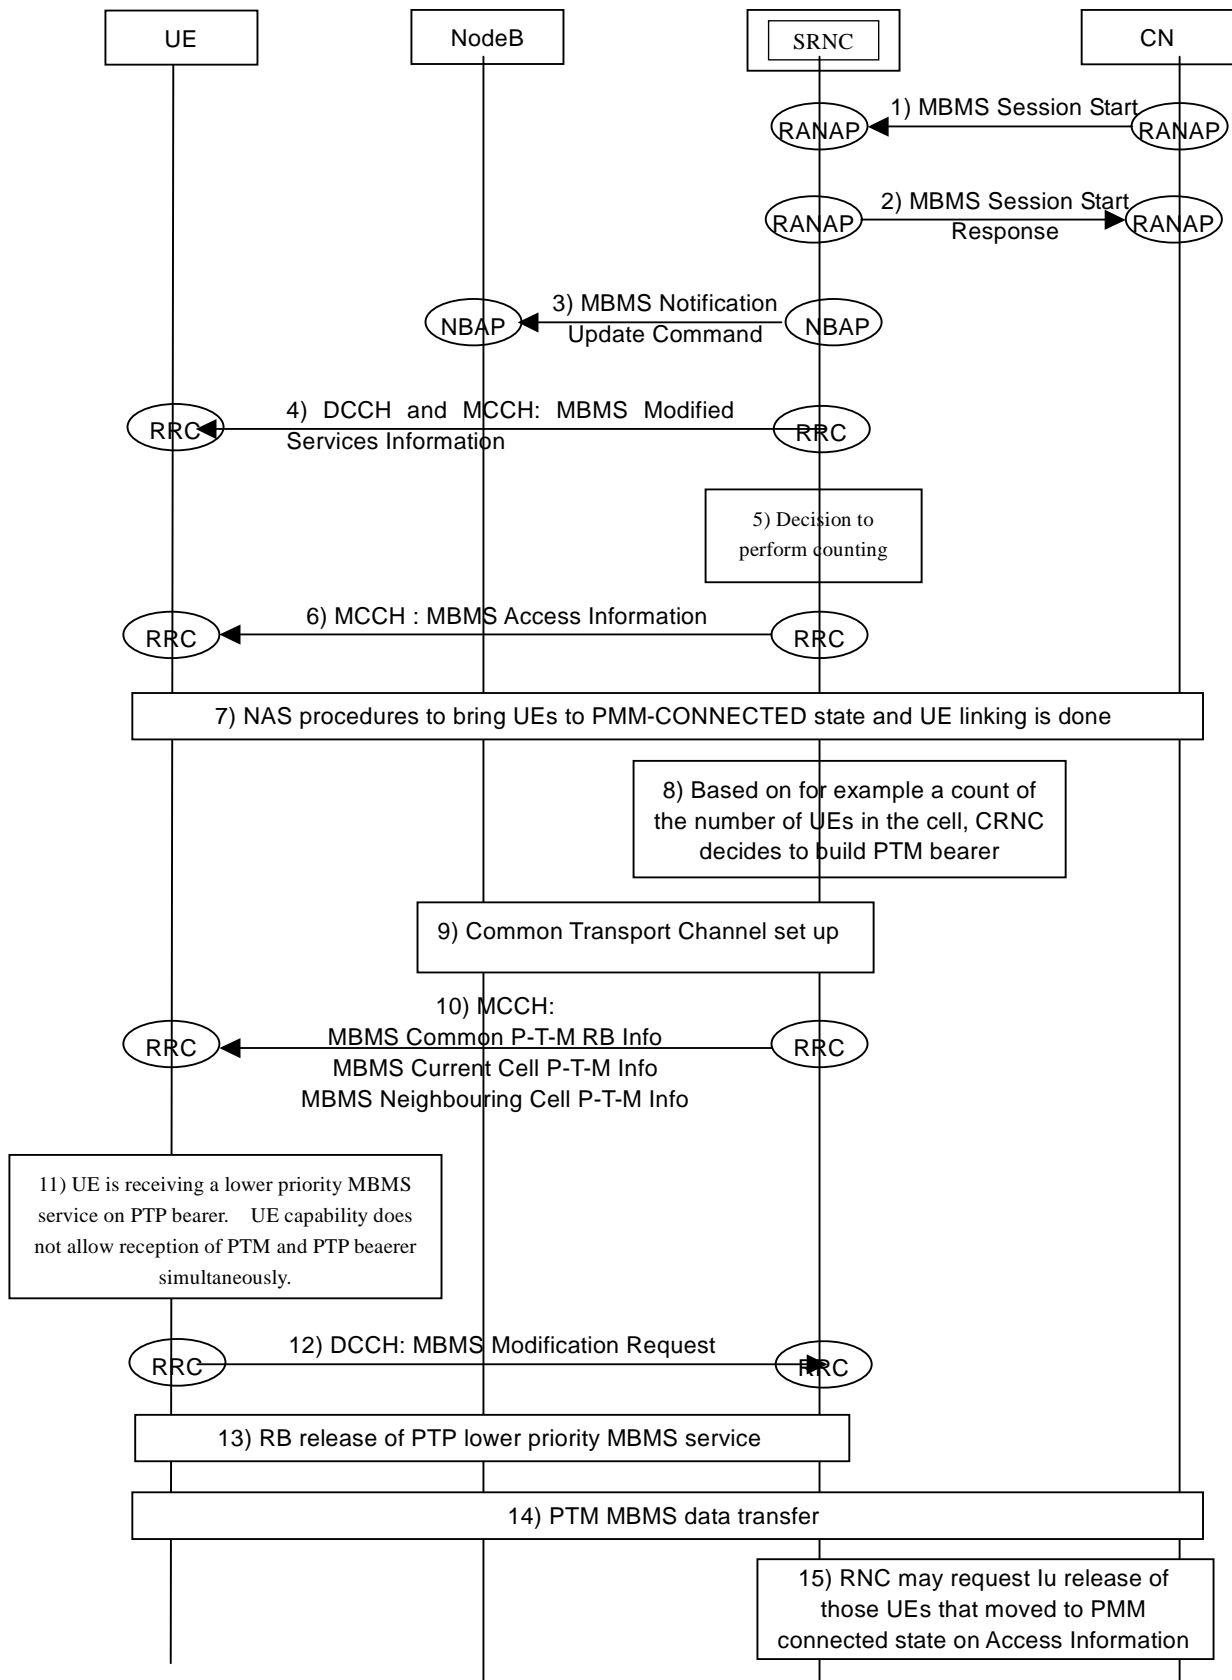 UE
NodeB
SRNC
CN
1) MBMS Session Start
RANAP
RANAP
2) MBMS Session Start
Response
RANAP
RANAP
3) MBMS Notification
Update Command
NBAP
NBAP
4) DCCH and MCCH: MBMS Modified
Services Information
RRC
RRC
5) Decision to
perform counting
6) MCCH : MBMS Access Information
RRC
RRC
7) NAS procedures to bring UEs to PMM-CONNECTED state and UE linking is done
8) Based on for example a count of
the number of UEs in the cell, CRNC
decides to build PTM bearer
9) Common Transport Channel set up
10) MCCH:
MBMS Common P-T-M RB Info
MBMS Current Cell P-T-M Info
MBMS Neighbouring Cell P-T-M Info
RRC
RRC
11) UE is receiving a lower priority MBMS
service on PTP bearer. UE capability does
not allow reception of PTM and PTP beaerer
simultaneously.
12) DCCH: MBMS Modification Request
RRC
RRC
13) RB release of PTP lower priority MBMS service
14) PTM MBMS data transfer
15) RNC may request Iu release of
those UEs that moved to PMM
connected state on Access Information